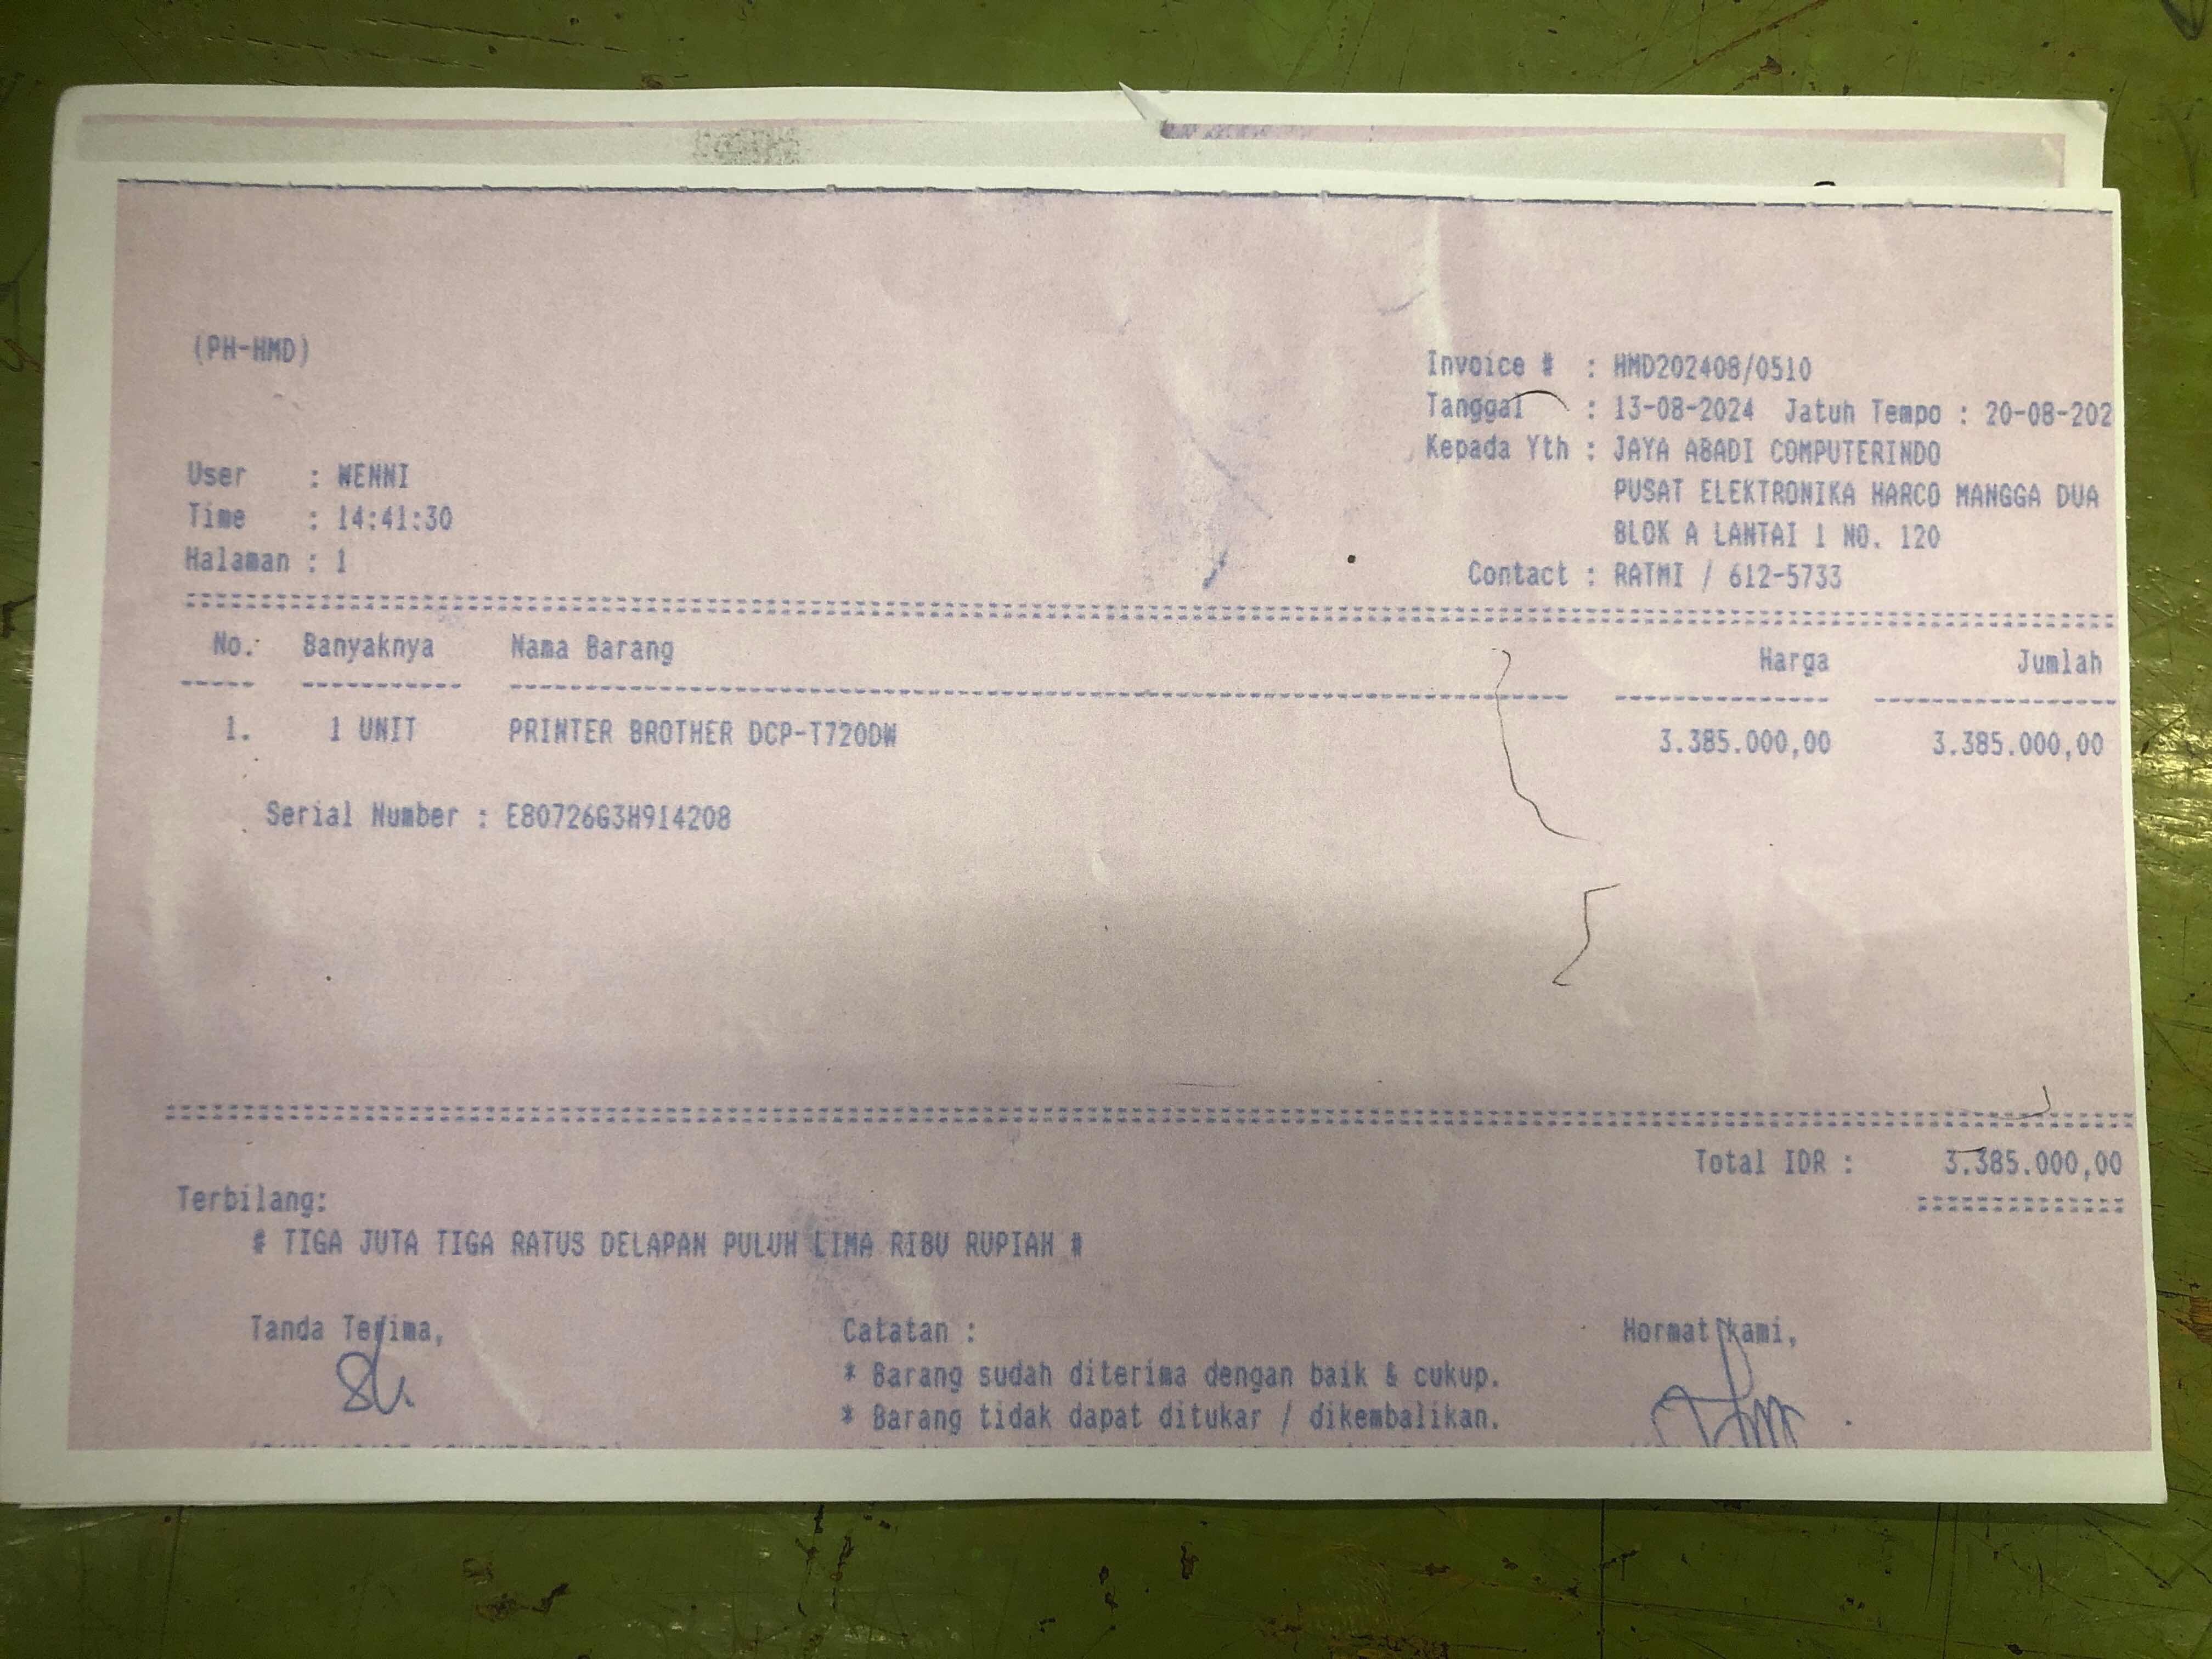 (PH-HMD)
Invoice # : HMD202408/0510
Tanggal : 13-08-2024 Jatuh Tempo : 20-08-202
Kepada Yth : JAYA ABADI COMPUTERINDO
PUSAT ELEKTRONIKA HARCO MANGGA DUA
BLOK A LANTAI 1 NO. 120
Contact : RATMI / 612-5733
User : WENNI
Time : 14:41:30
Halaman : 1
No. Banyaknya Nama Barang Harga Jumlah
1. 1 UNIT PRINTER BROTHER DCP-T720DW 3.385.000,00 3.385.000,00
Serial Number : E80726G3H914208
Total IDR : 3.385.000,00
Terbilang:
# TIGA JUTA TIGA RATUS DELAPAN PULUH LIMA RIBU RUPIAH #
Tanda Terima, Catatan : Hormat kami,
* Barang sudah diterima dengan baik & cukup.
* Barang tidak dapat ditukar / dikembalikan.